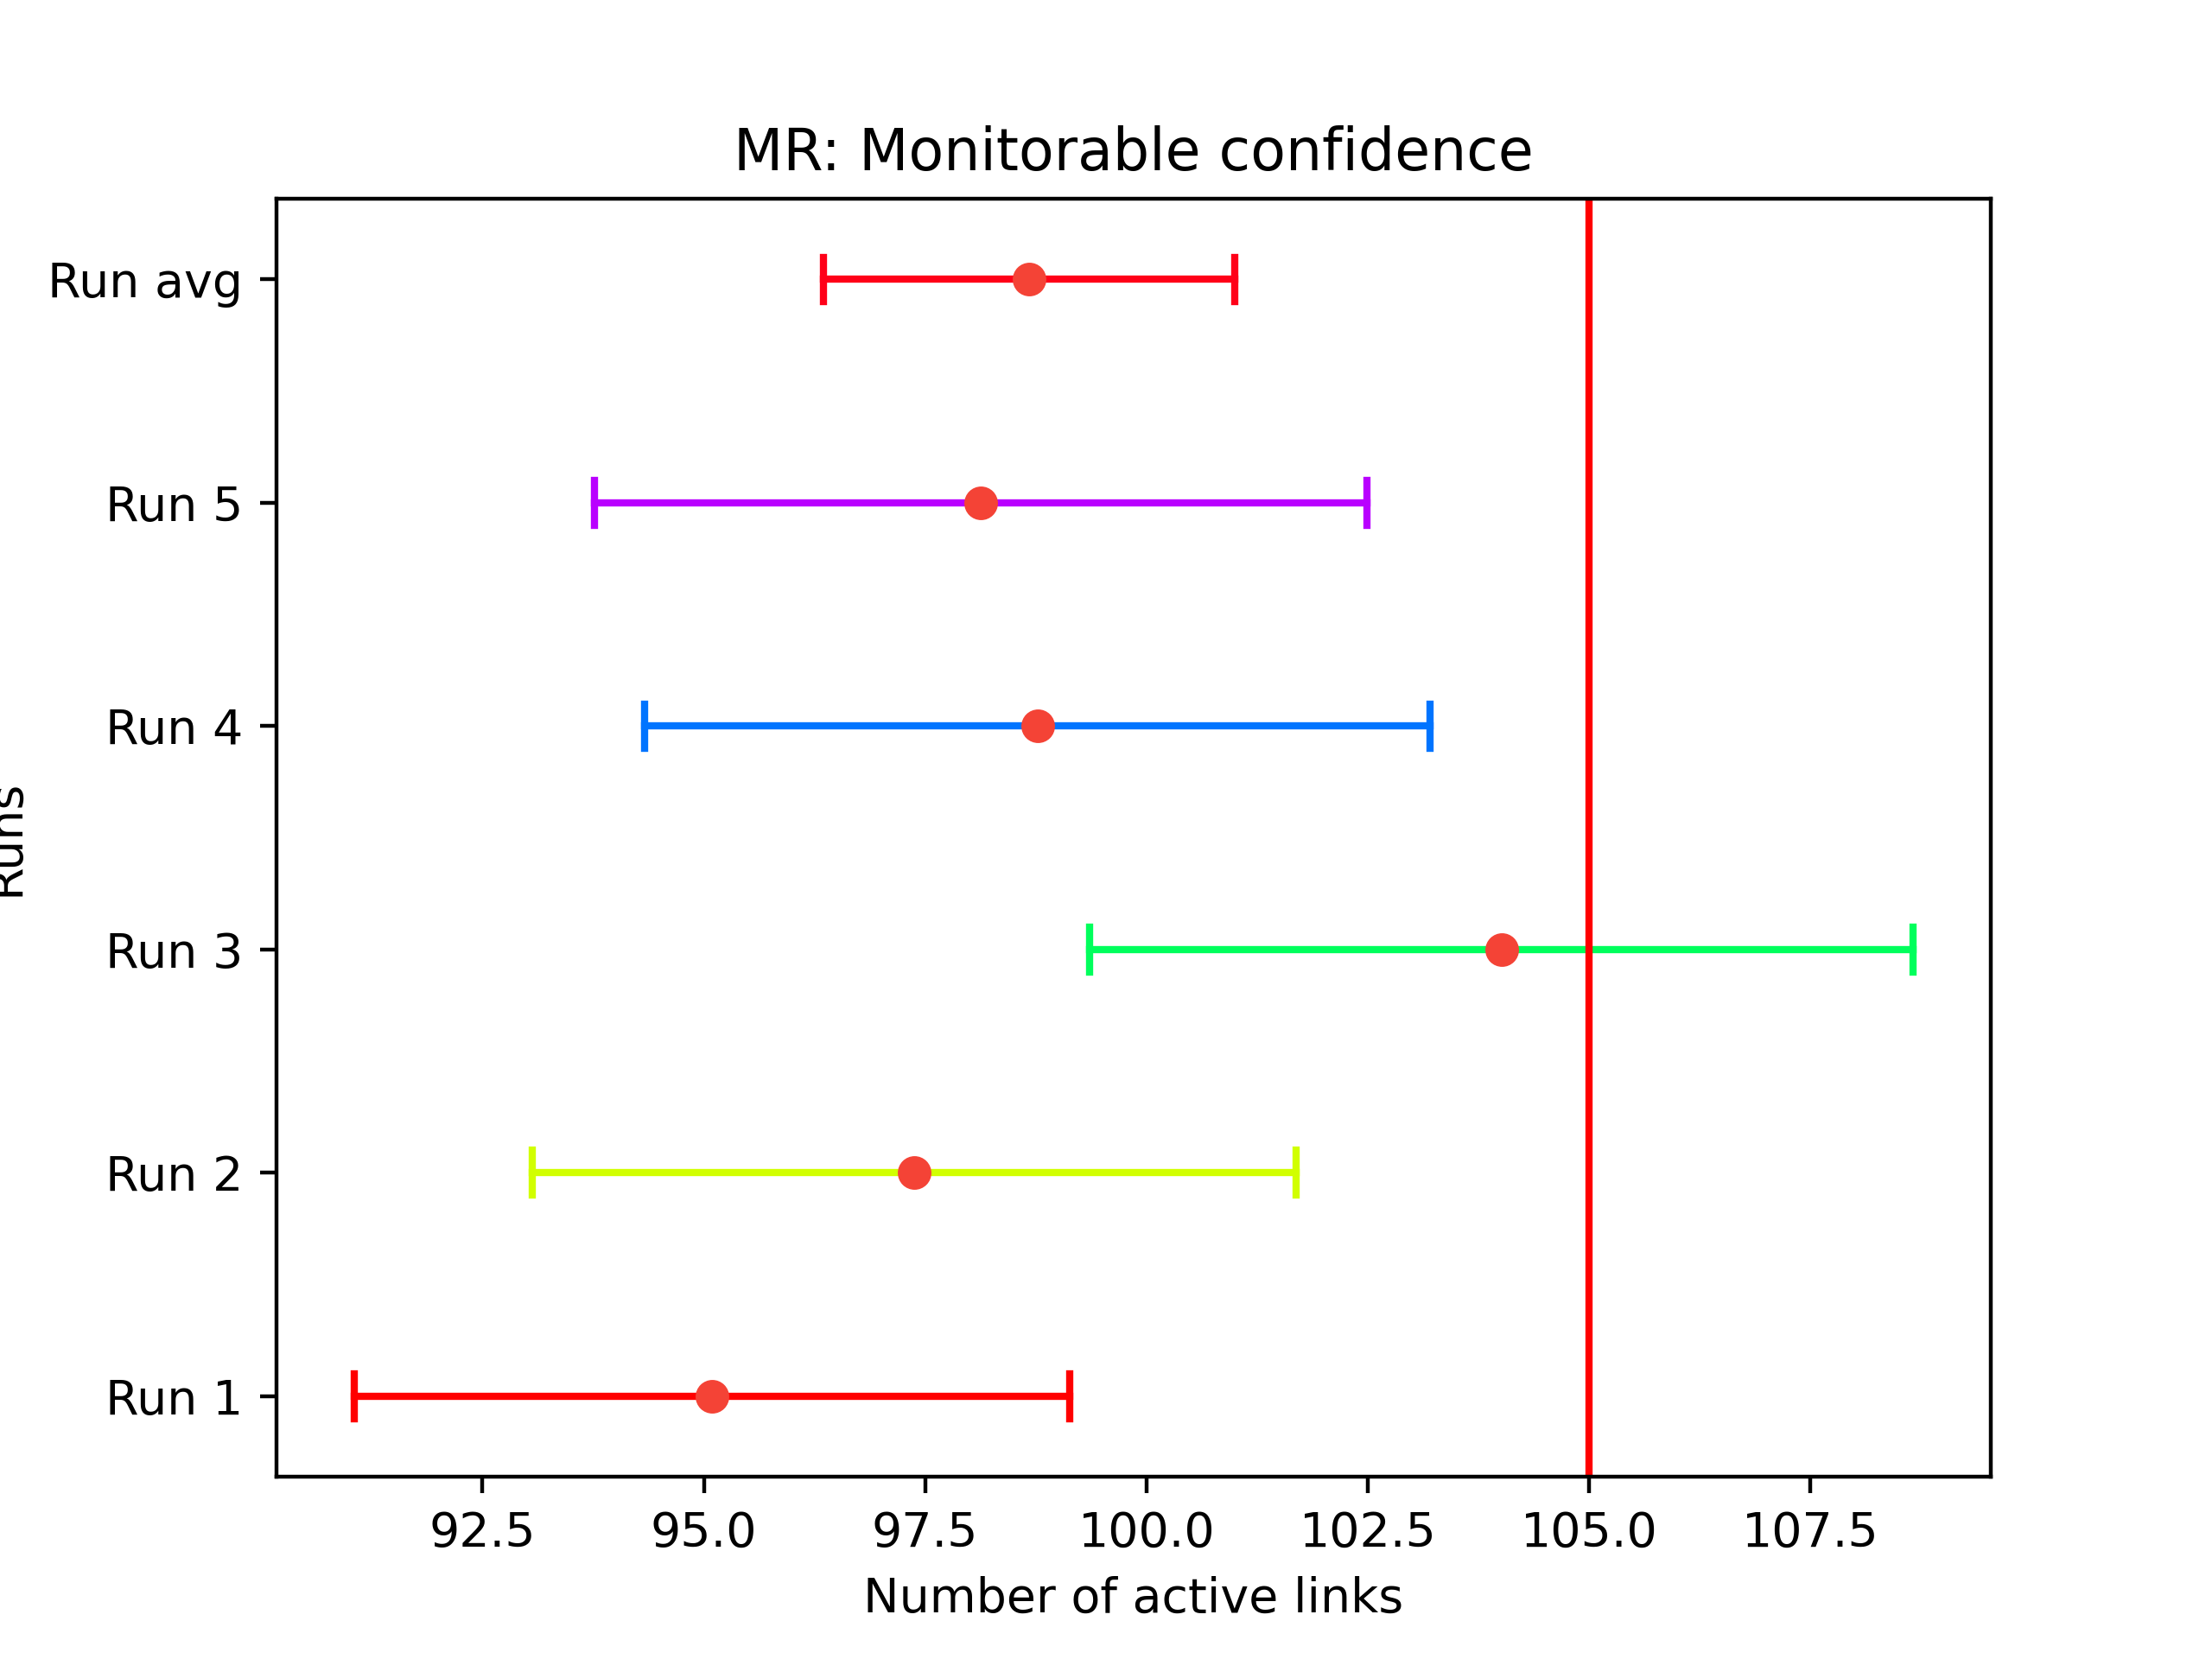 MR: Monitorable confidence
Run avg
Run 5
Run 4
Runs
Run 3
Run 2
Run 1
92.5 95.0 97.5 100.0 102.5 105.0 107.5
Number of active links